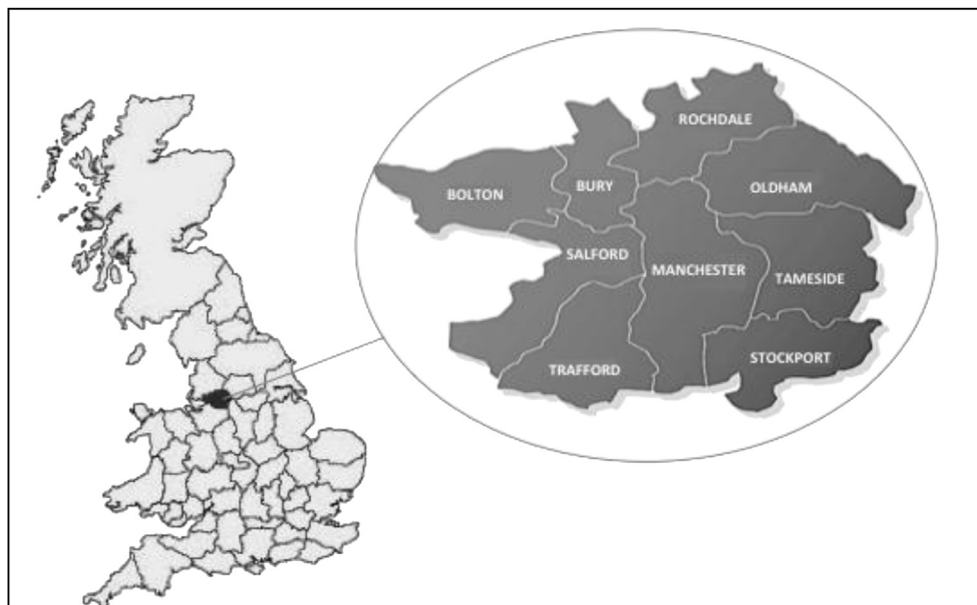 ROCHDALE
BOLTON
BURY
OLDHAM
SALFORD
MANCHESTER
TAMESIDE
TRAFFORD
STOCKPORT